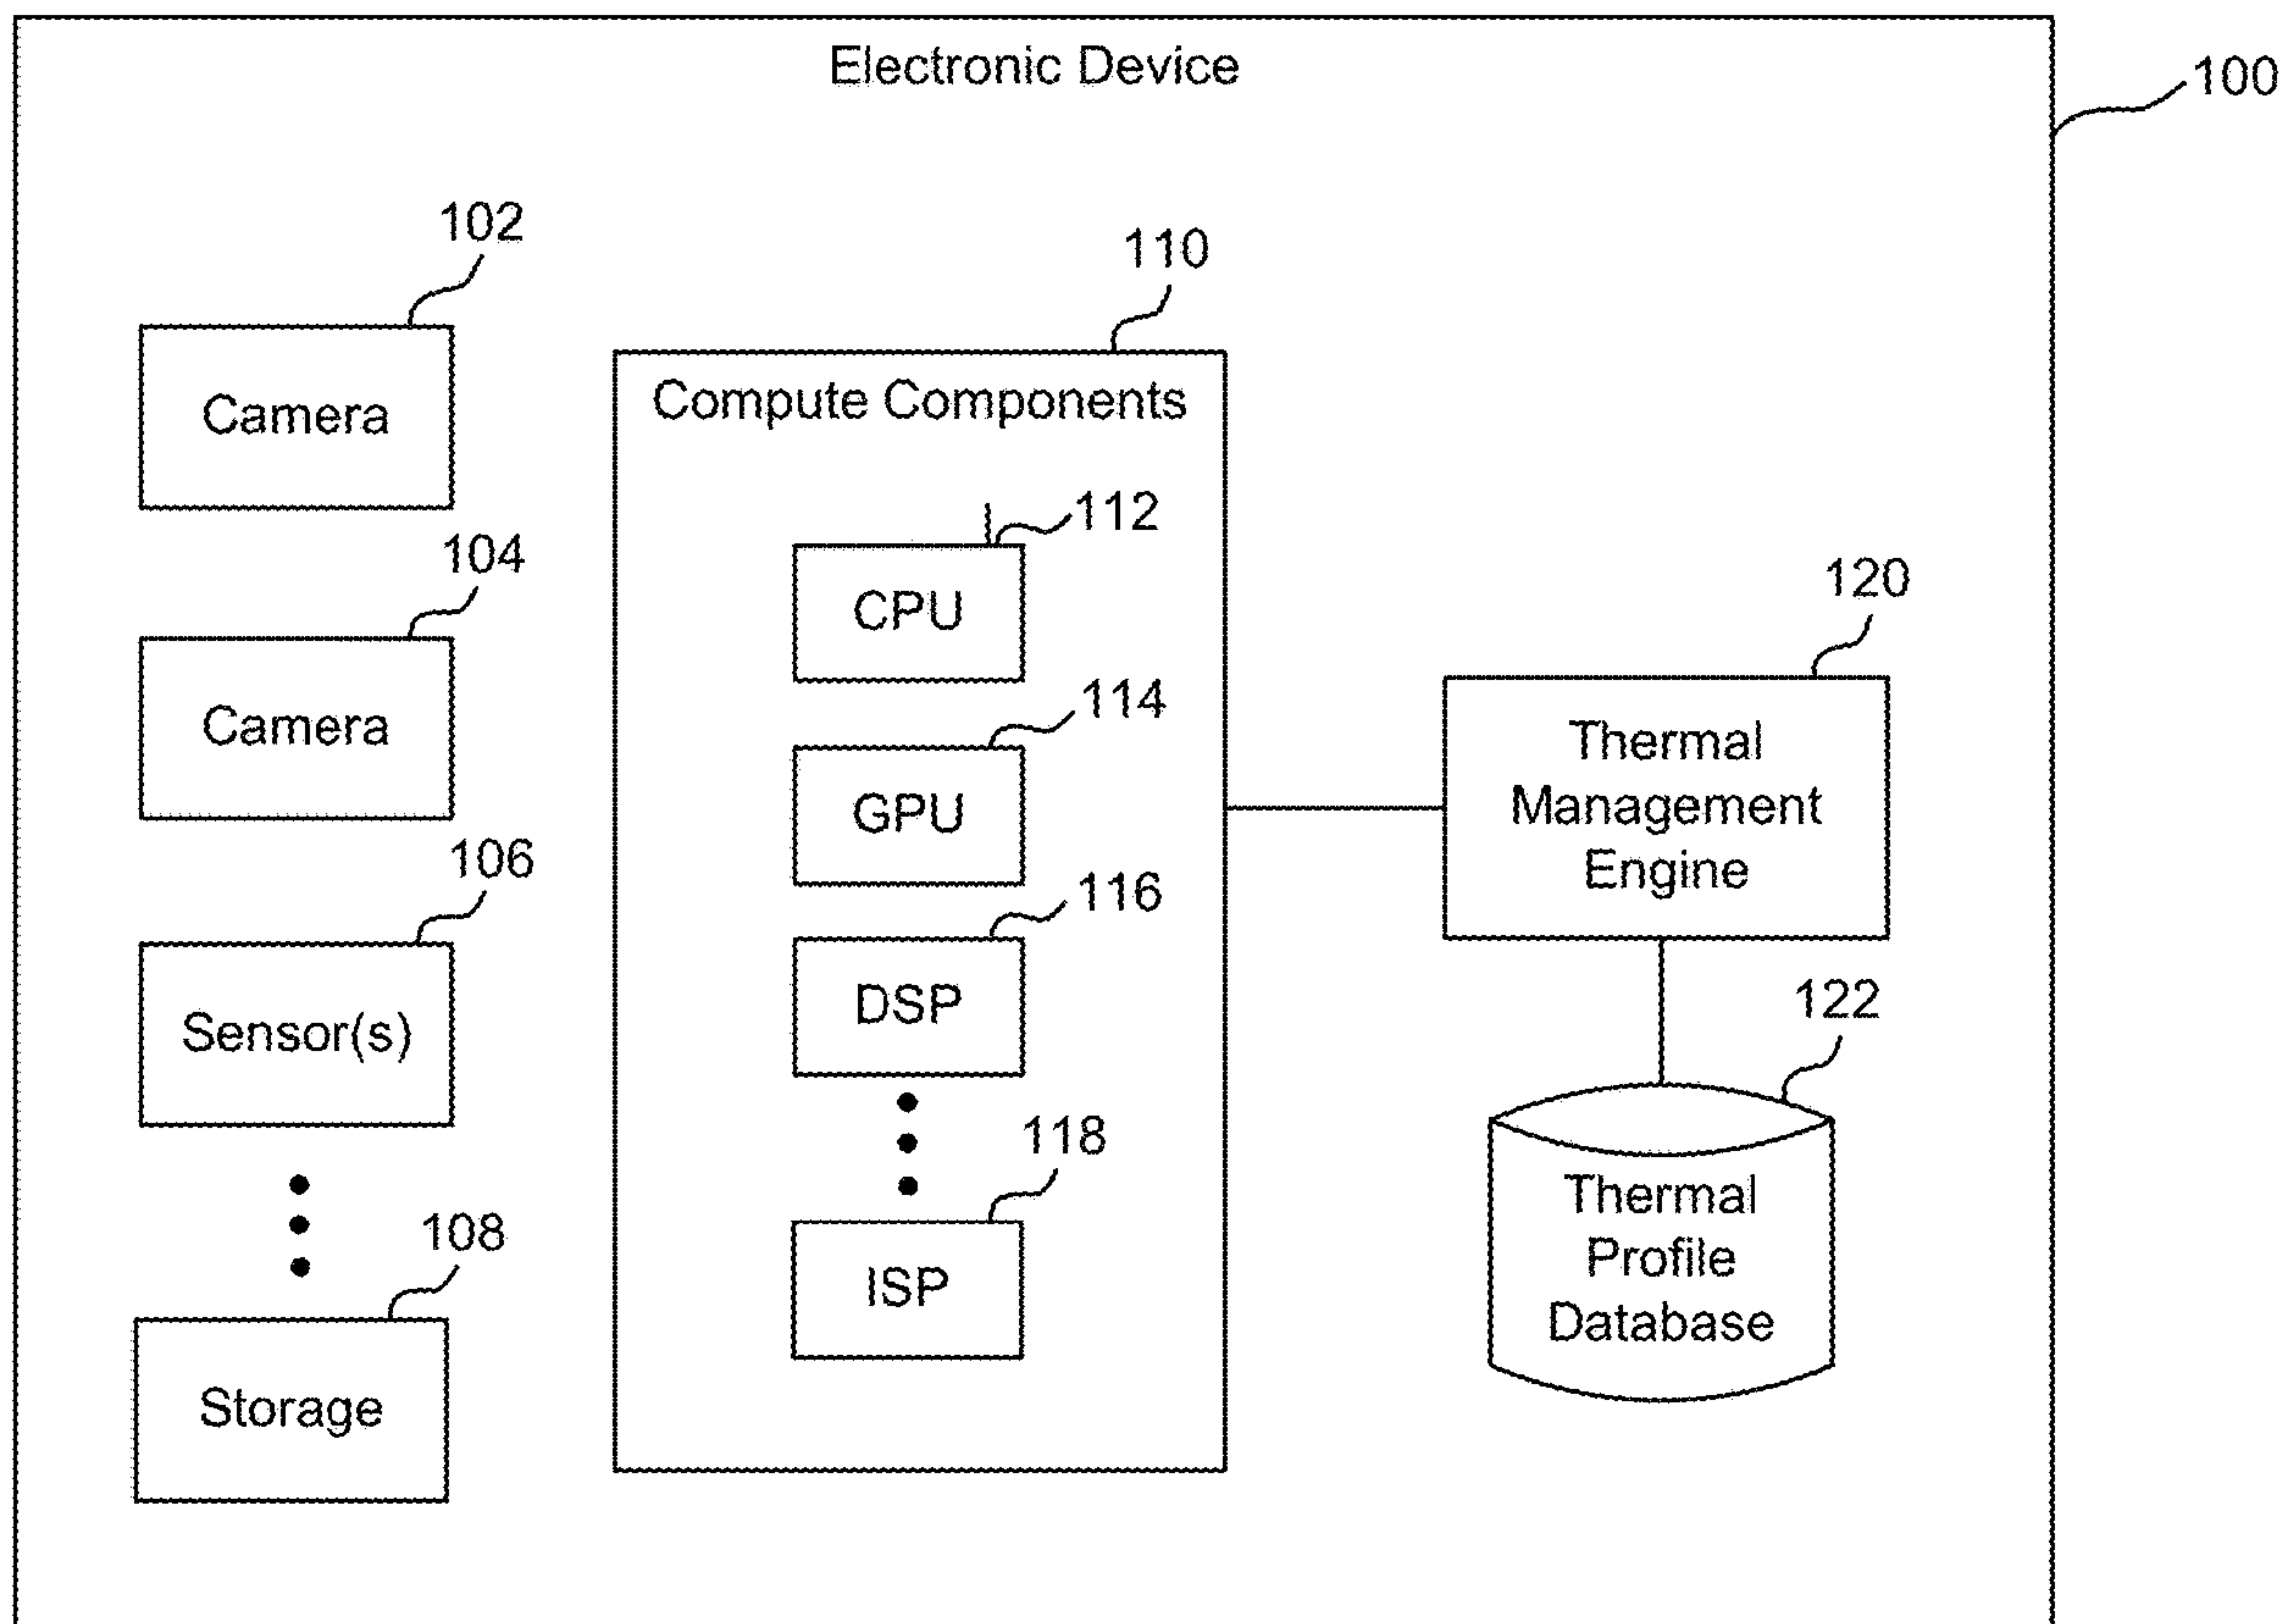 Electronic Device
100
102
Camera
104
Camera
106
Sensor(s)
108
Storage
110
Compute Components
112
CPU
114
GPU
116
DSP
118
ISP
120
Thermal
Management
Engine
122
Thermal
Profile
Database